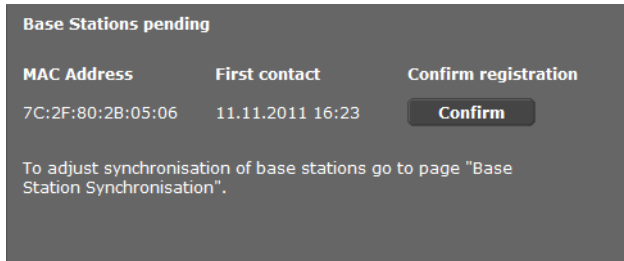 Base Stations pending
MAC Address First contact Confirm registration
7C:2F:80:2B:05:06 11.11.2011 16:23 Confirm
To adjust synchronisation of base stations go to page "Base
Station Synchronisation".